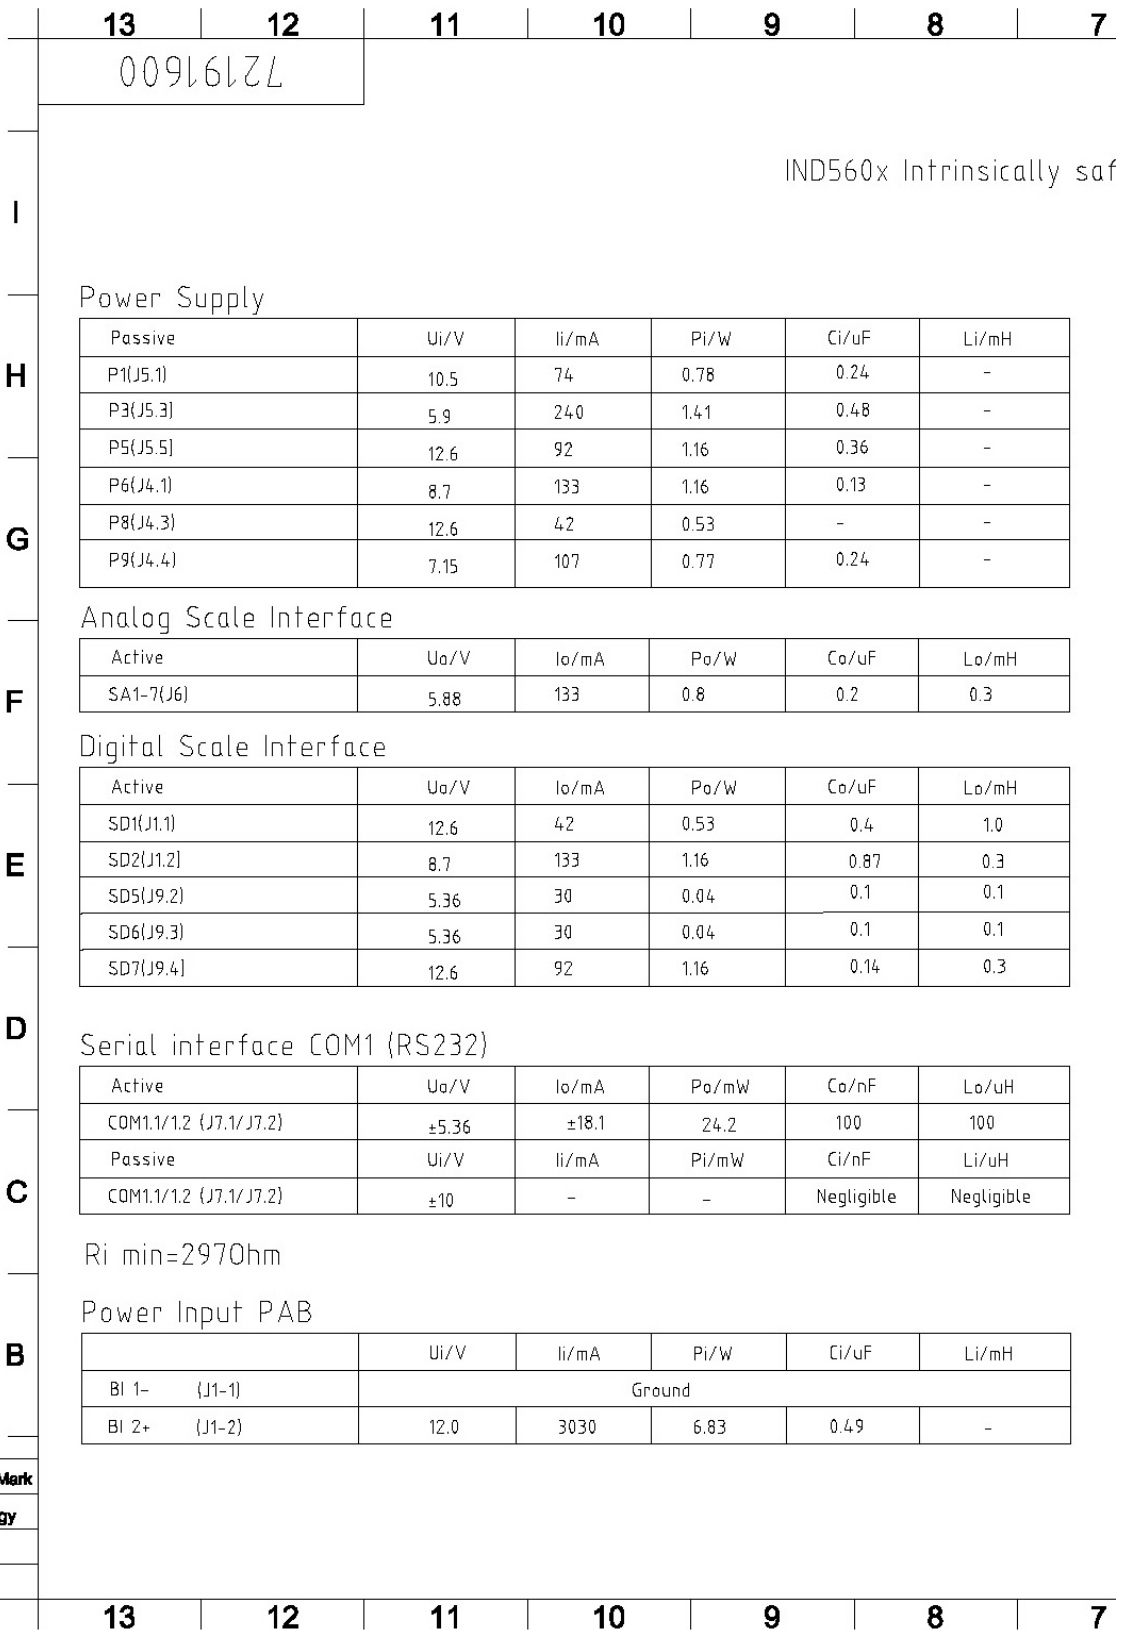 13 12 11 10 9 8 7
72191600
IND560x Intrinsically saf
I
Power Supply
Passive Ui/V Ii/mA Pi/W Ci/uF Li/mH
H
P1(J5.1) 10.5 74 0.78 0.24 -
P3(J5.3) 5.9 240 1.41 0.48 -
P5(J5.5) 12.6 92 1.16 0.36 -
P6(J4.1) 8.7 133 1.16 0.13 -
P8(J4.3) 12.6 42 0.53 - -
G
P9(J4.4) 7.15 107 0.77 0.24 -
Analog Scale Interface
Active Uo/V Io/mA Po/W Co/uF Lo/mH
F
SA1-7(J6) 5.88 133 0.8 0.2 0.3
Digital Scale Interface
Active Uo/V Io/mA Po/W Co/uF Lo/mH
SD1(J1.1) 12.6 42 0.53 0.4 1.0
E
SD2(J1.2) 8.7 133 1.16 0.87 0.3
SD5(J9.2) 5.36 30 0.04 0.1 0.1
SD6(J9.3) 5.36 30 0.04 0.1 0.1
SD7(J9.4) 12.6 92 1.16 0.14 0.3
D
Serial interface COM1 (RS232)
Active Uo/V Io/mA Po/mW Co/nF Lo/uH
COM1.1/1.2 (J7.1/J7.2) ±5.36 ±18.1 24.2 100 100
Passive Ui/V Ii/mA Pi/mW Ci/nF Li/uH
C
COM1.1/1.2 (J7.1/J7.2) ±10 - - Negligible Negligible
Ri min=297Ohm
Power Input PAB
B
Ui/V Ii/mA Pi/W Ci/uF Li/mH
BI 1- (J1-1) Ground
BI 2+ (J1-2) 12.0 3030 6.83 0.49 -
Mark
gy
13 12 11 10 9 8 7